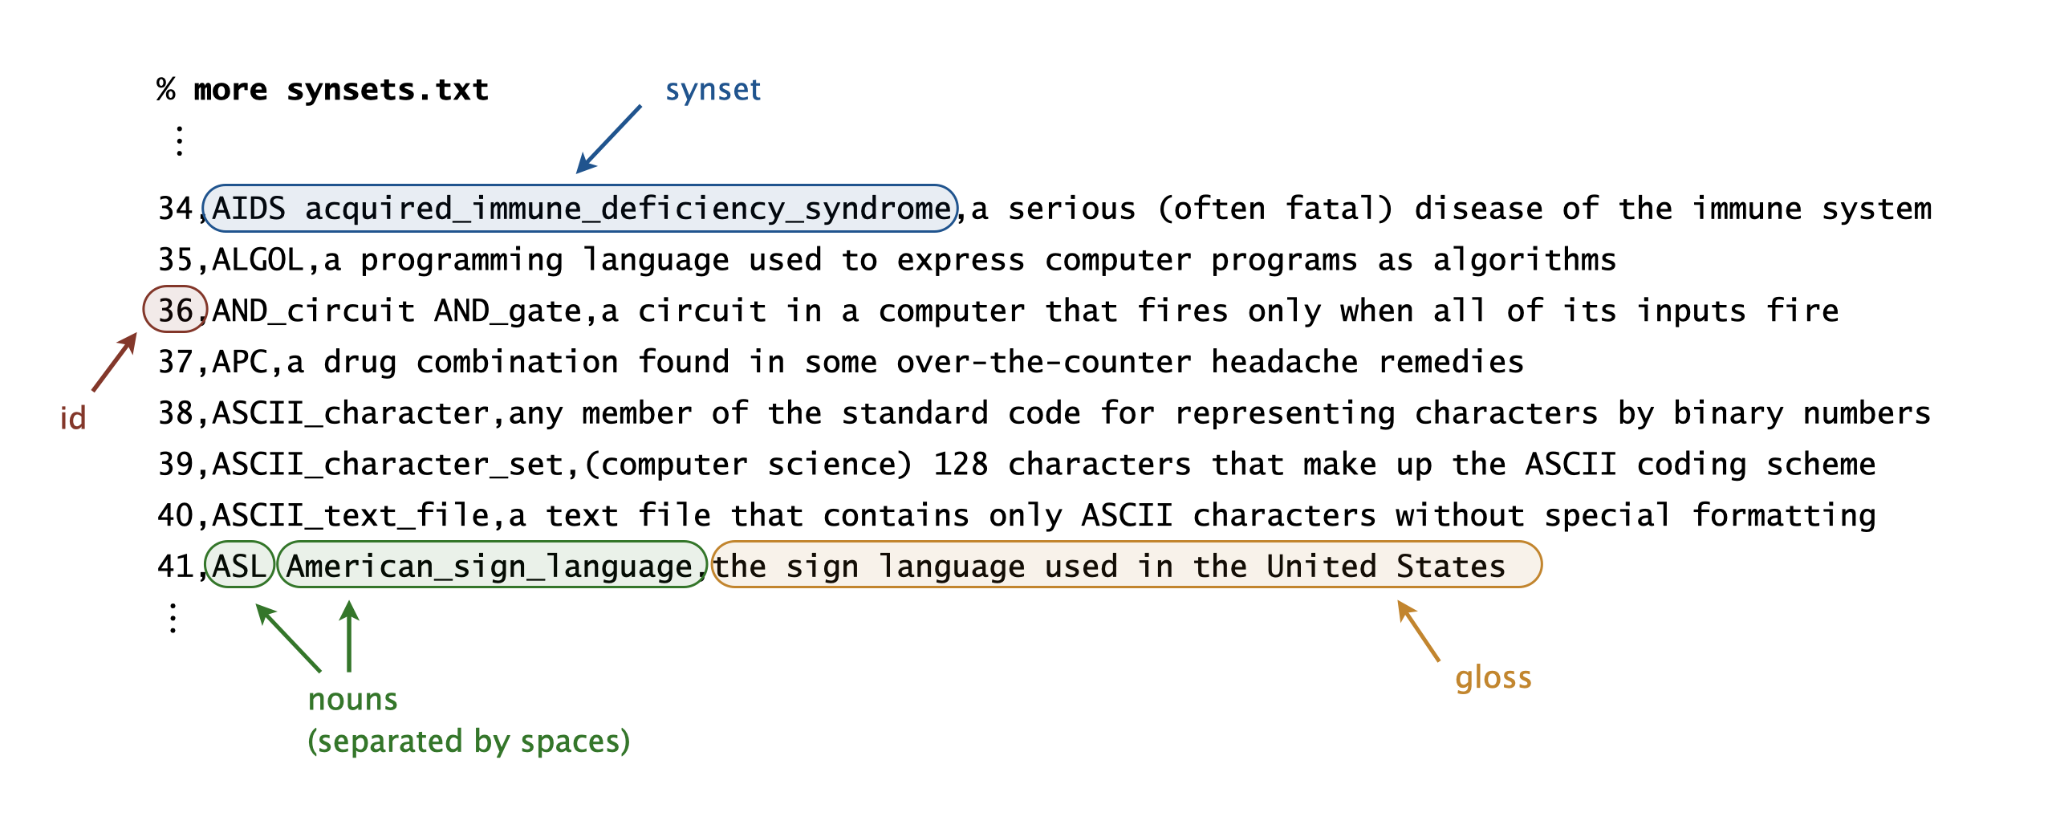 % more synsets.txt
synset
⋮
34,AIDS acquired_immune_deficiency_syndrome,a serious (often fatal) disease of the immune system
35,ALGOL,a programming language used to express computer programs as algorithms
36,AND_circuit AND_gate,a circuit in a computer that fires only when all of its inputs fire
37,APC,a drug combination found in some over-the-counter headache remedies
id
38,ASCII_character,any member of the standard code for representing characters by binary numbers
39,ASCII_character_set,(computer science) 128 characters that make up the ASCII coding scheme
40,ASCII_text_file,a text file that contains only ASCII characters without special formatting
41,ASL American_sign_language,the sign language used in the United States
⋮
nouns
(separated by spaces)
gloss